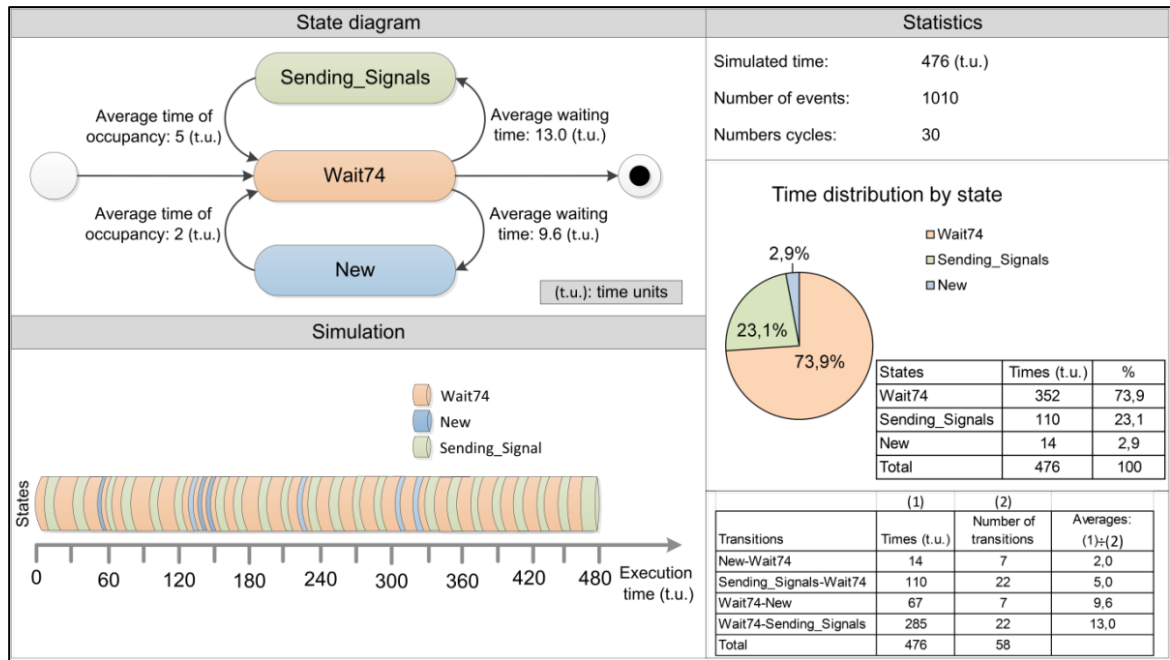 State diagram
Sending_Signals
Average time of
occupancy: 5 (t.u.)
Average waiting
time: 13.0 (t.u.)
Wait74
Average time of
occupancy: 2 (t.u.)
Average waiting
time: 9.6 (t.u.)
New
(t.u.): time units
Simulation
Wait74
New
Sending_Signal
States
0 60 120 180 240 300 360 420 480
Execution
time (t.u.)
Statistics
Simulated time: 476 (t.u.)
Number of events: 1010
Numbers cycles: 30
Time distribution by state
Wait74
Sending_Signals
New
2,9%
23,1%
73,9%
States Times (t.u.) %
Wait74 352 73,9
Sending_Signals 110 23,1
New 14 2,9
Total 476 100
(1) (2)
Transitions Times (t.u.) Number of
transitions Averages:
(1)÷(2)
New-Wait74 14 7 2,0
Sending_Signals-Wait74 110 22 5,0
Wait74-New 67 7 9,6
Wait74-Sending_Signals 285 22 13,0
Total 476 58